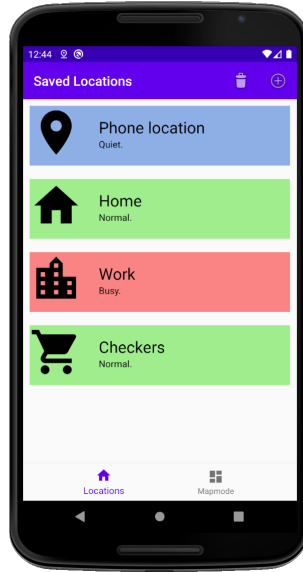 12:44
Saved Locations
Phone location
Quiet.
Home
Normal.
Work
Busy.
Checkers
Normal.
Locations
Mapmode